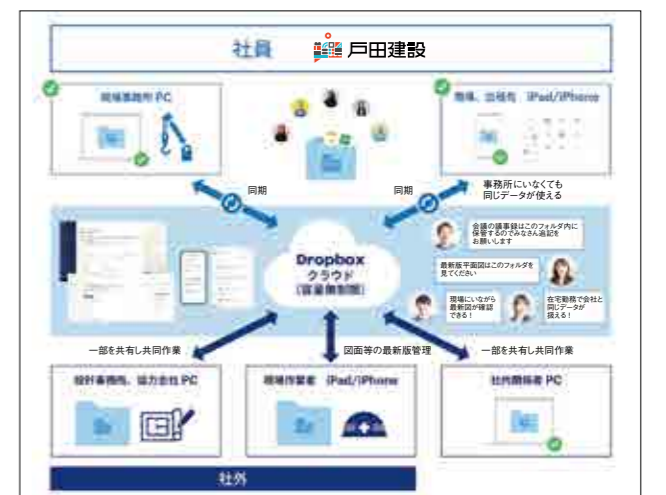 社員 戸田建設
現場事務所 PC
現場、出張先 iPad/iPhone
同期
同期
事務所にいなくても
同じデータが使える
Dropbox
クラウド
(容量無制限)
会議の議事録はこのフォルダ内に
保管するのでみなさん追記を
お願いします
最新版平面図はこのフォルダを
見てください
現場にいながら
最新図が確認
できる！
在宅勤務で会社と
同じデータが
扱える！
一部を共有し共同作業
図面等の最新版管理
一部を共有し共同作業
設計事務所、協力会社 PC
現場作業者 iPad/iPhone
社内関係者 PC
社外